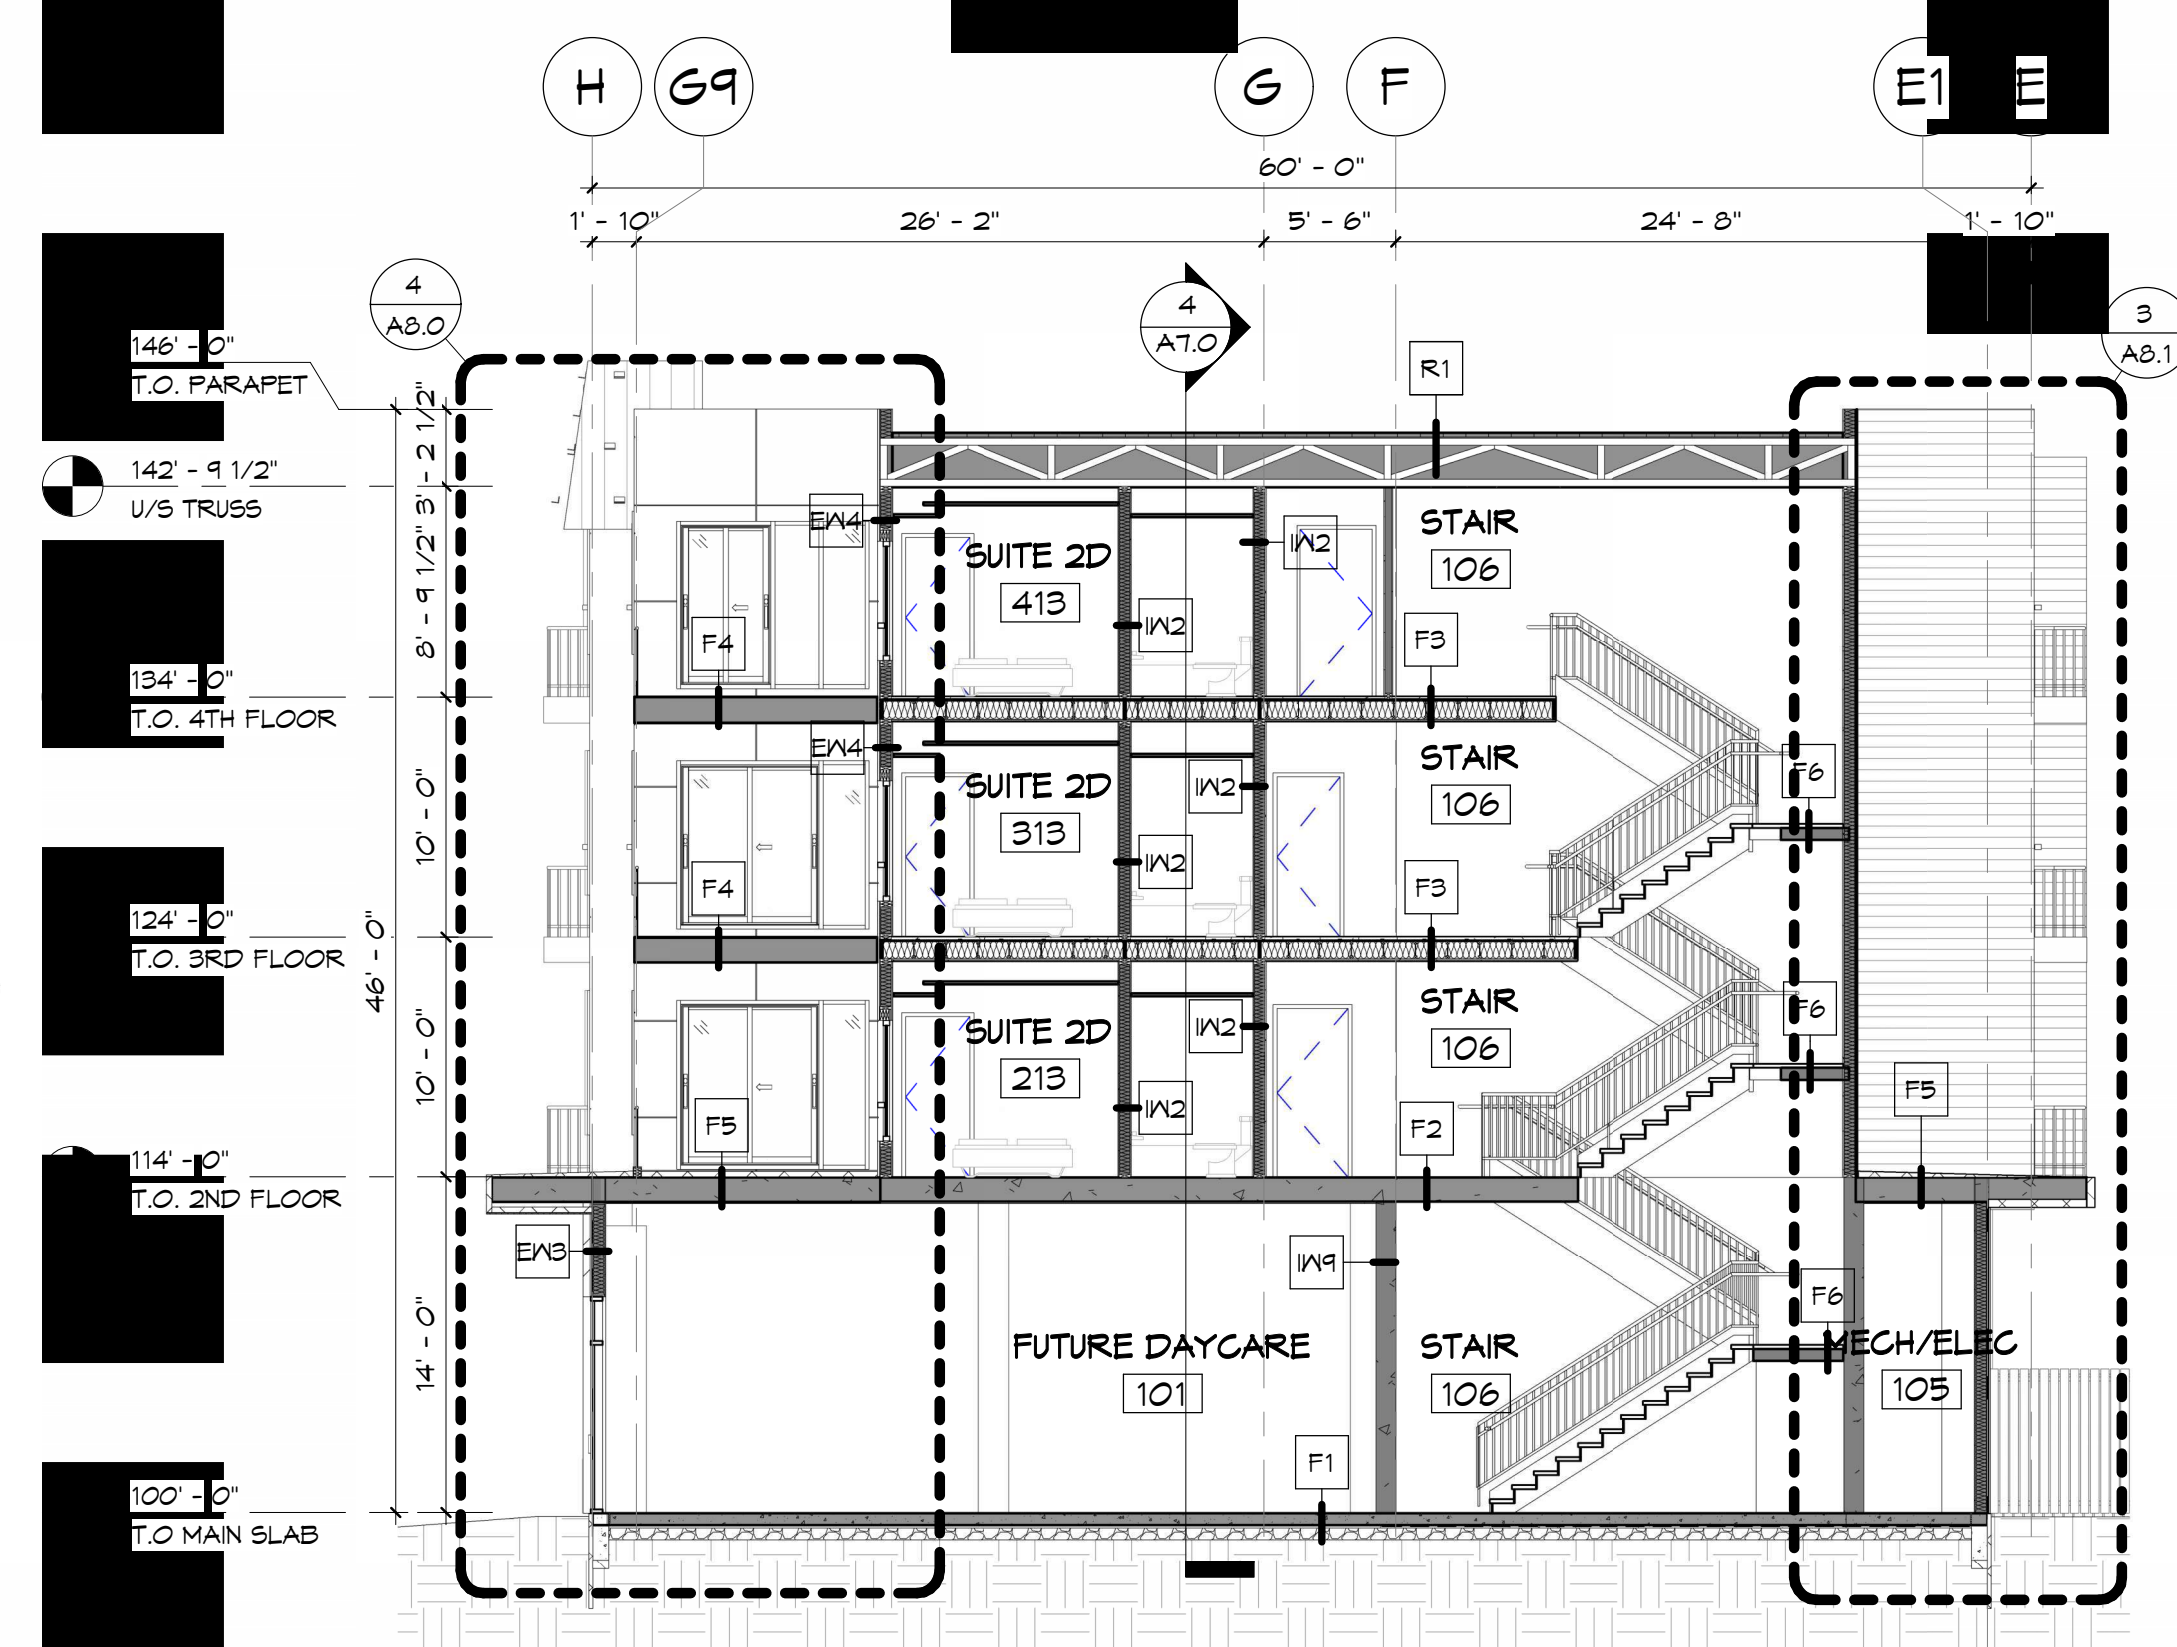 H G9 G F E1 E
60' - 0"
1' - 10" 26' - 2" 5' - 6" 24' - 8" 1' - 10"
4
A8.0
4
A7.0
3
A8.1
146' - 0"
T.O. PARAPET
R1
3' - 2 1/2"
142' - 9 1/2"
U/S TRUSS
EW4
IW2
STAIR
106
SUITE 2D
413
8' - 9 1/2"
F4
IW2
F3
134' - 0"
T.O. 4TH FLOOR
EW4
STAIR
106
F6
SUITE 2D
313
IW2
10' - 0"
F4
IW2
F3
124' - 0"
T.O. 3RD FLOOR
46' - 0"
STAIR
106
F6
SUITE 2D
213
IW2
10' - 0"
F5
IW2
F2
F5
114' - 0"
T.O. 2ND FLOOR
EW3
IW9
F6
14' - 0"
FUTURE DAYCARE
101
STAIR
106
MECH/ELEC
105
F1
100' - 0"
T.O MAIN SLAB